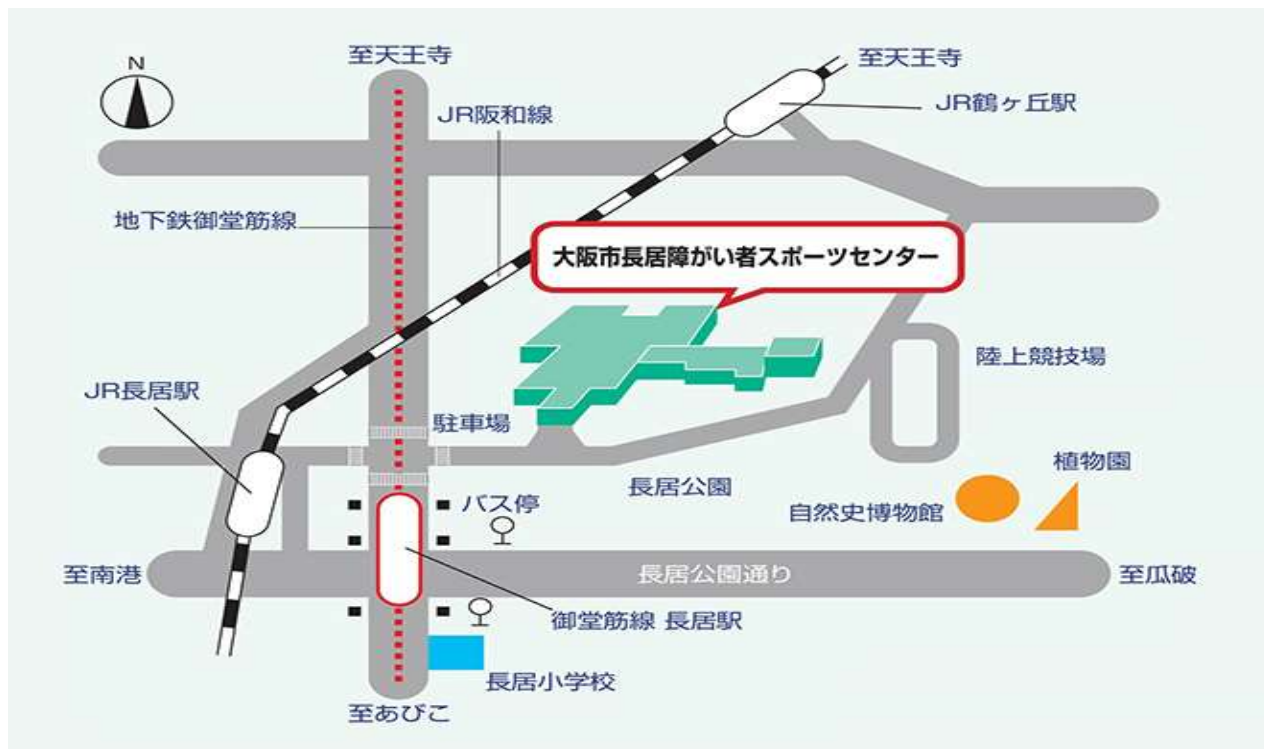 至天王寺
至天王寺
N
JR鶴ヶ丘駅
JR阪和線
地下鉄御堂筋線
大阪市長居障がい者スポーツセンター
陸上競技場
JR長居駅
駐車場
植物園
長居公園
バス停
自然史博物館
至南港
長居公園通り
至瓜破
御堂筋線 長居駅
長居小学校
至あびこ